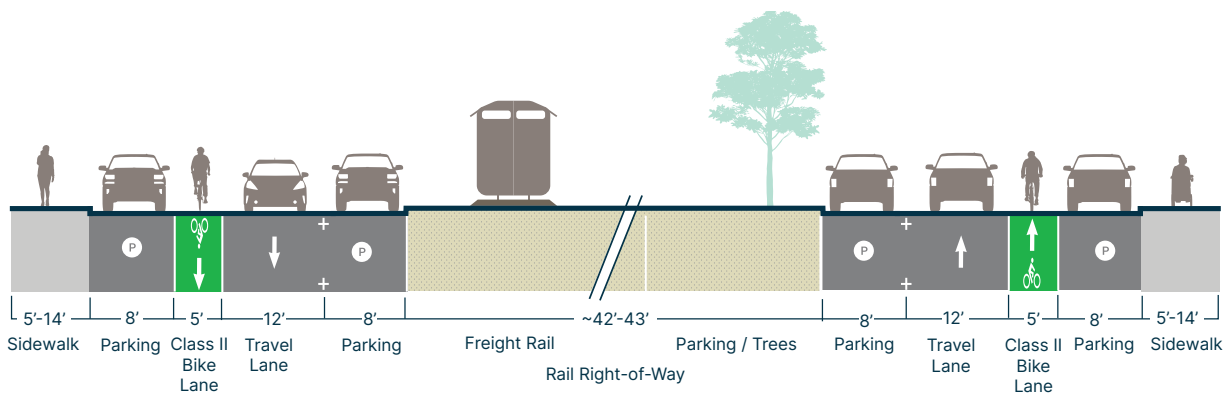 P
P
P
P
5'-14'
8'
5'
12'
8'
~42'-43'
8'
12'
5'
8'
5'-14'
Sidewalk
Parking
Class II
Bike
Lane
Travel
Lane
Parking
Freight Rail
Parking / Trees
Parking
Travel
Lane
Class II
Bike
Lane
Parking
Sidewalk
Rail Right-of-Way